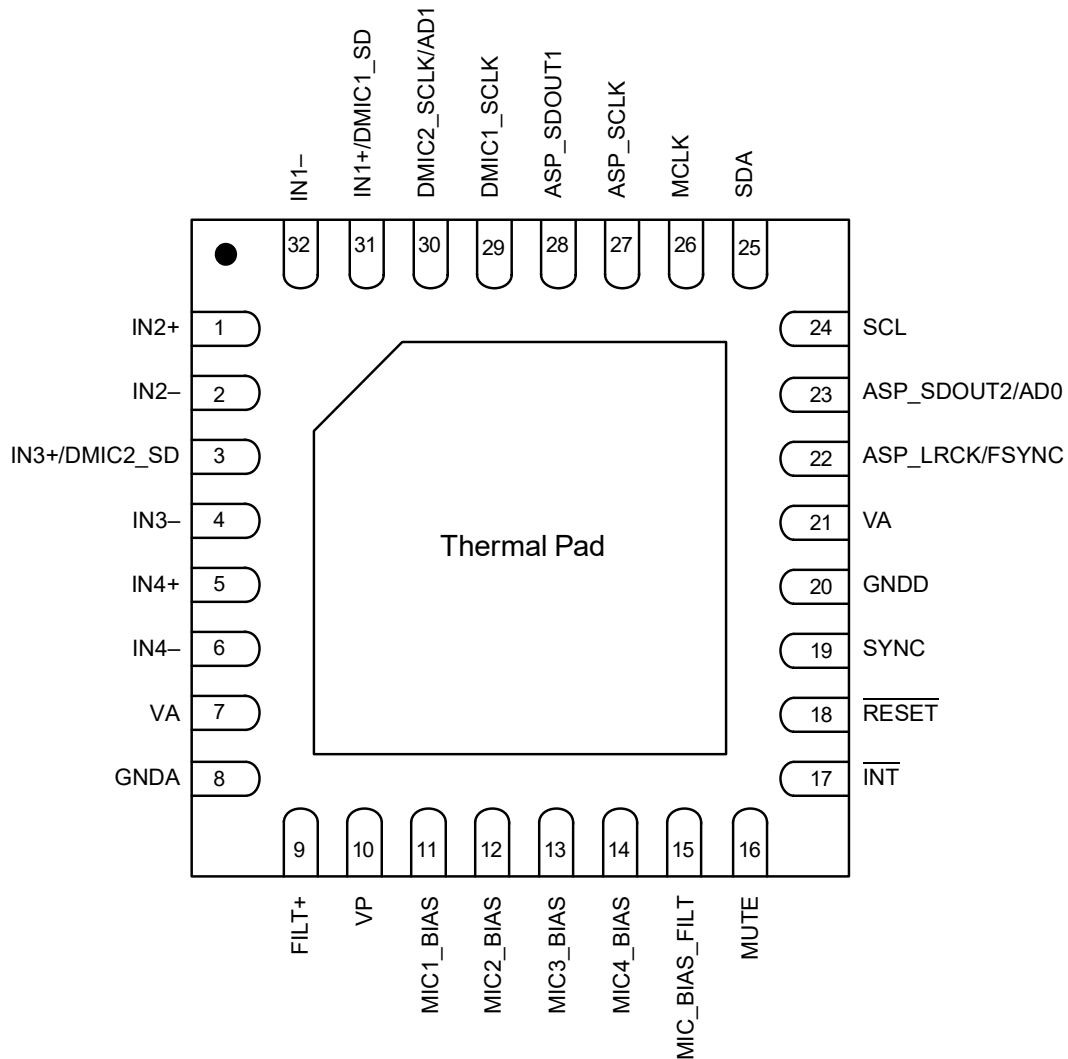 IN1–
IN1+/DMIC1_SD
DMIC2_SCLK/AD1
DMIC1_SCLK
ASP_SDOUT1
ASP_SCLK
MCLK
SDA
32
31
30
29
28
27
26
25
IN2+ 1
IN2– 2
IN3+/DMIC2_SD 3
IN3– 4
IN4+ 5
IN4– 6
VA 7
GNDA 8
Thermal Pad
24 SCL
23 ASP_SDOUT2/AD0
22 ASP_LRCK/FSYNC
21 VA
20 GNDD
19 SYNC
18 RESET
17 INT
9
10
11
12
13
14
15
16
FILT+
VP
MIC1_BIAS
MIC2_BIAS
MIC3_BIAS
MIC4_BIAS
MIC_BIAS_FILT
MUTE